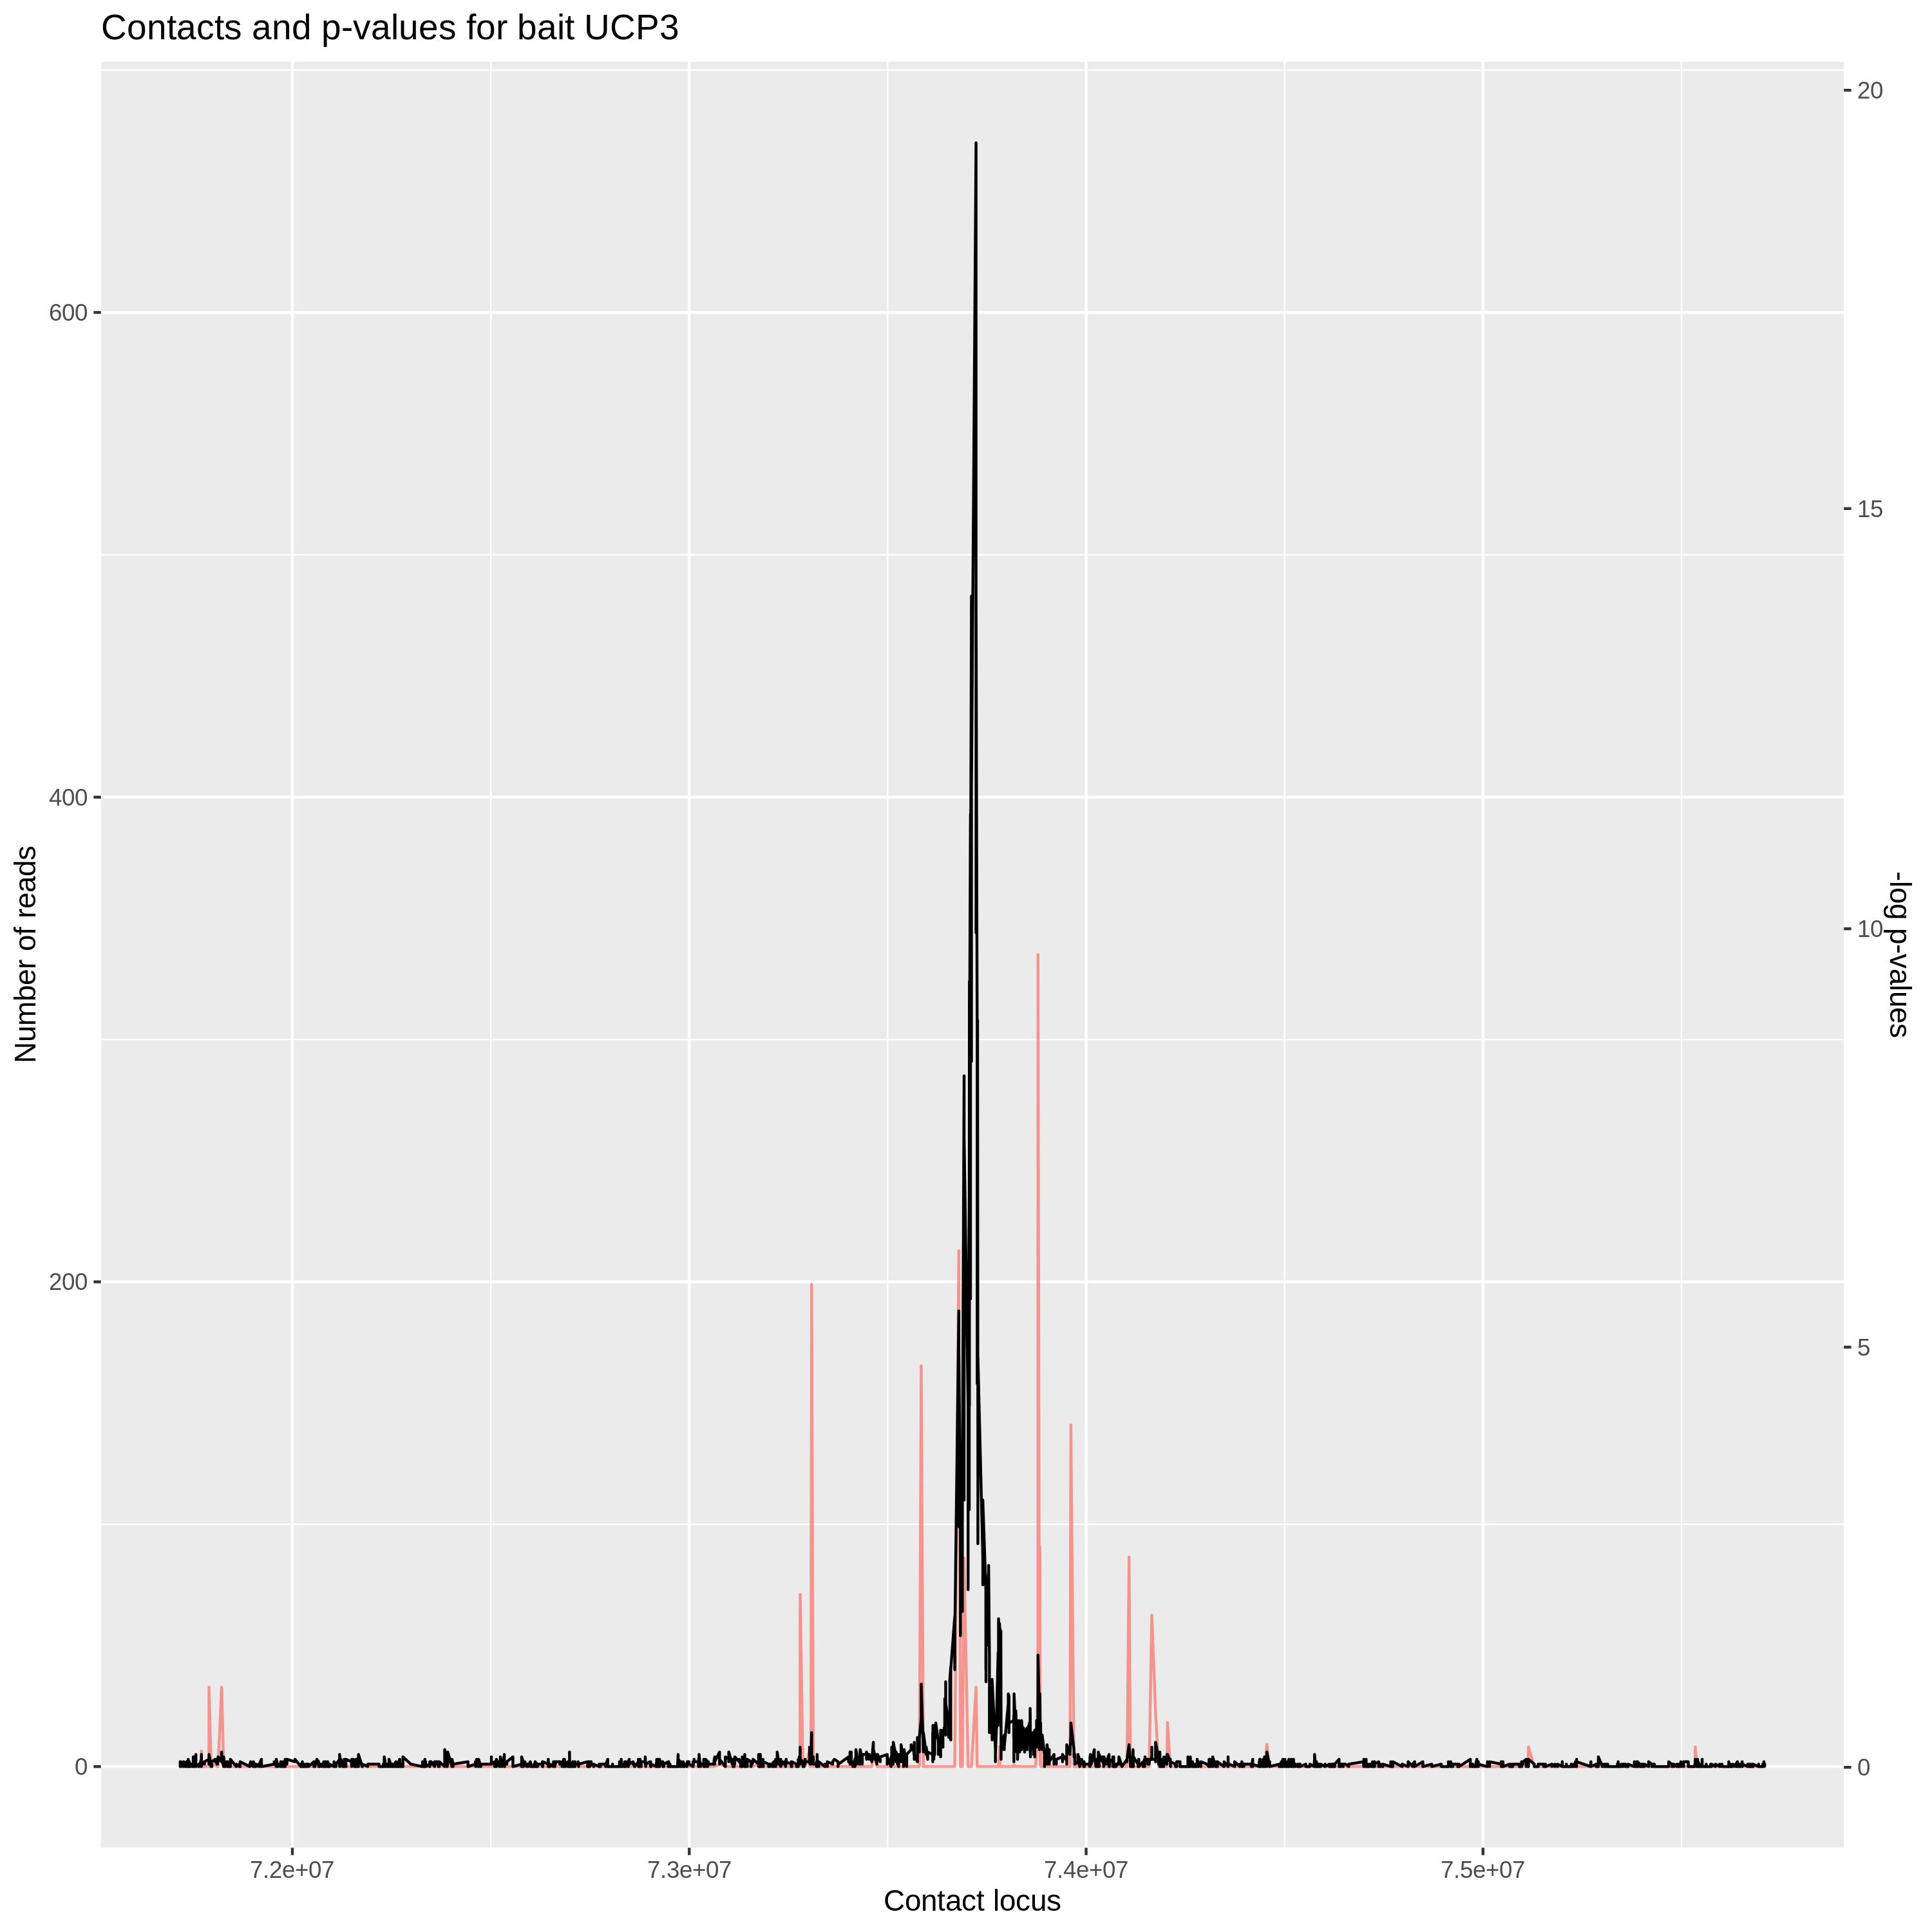 Contacts and p-values for bait UCP3
Number of reads
600
400
200
0
20
15
10
5
0
-log p-values
7.2e+07
7.3e+07
7.4e+07
7.5e+07
Contact locus